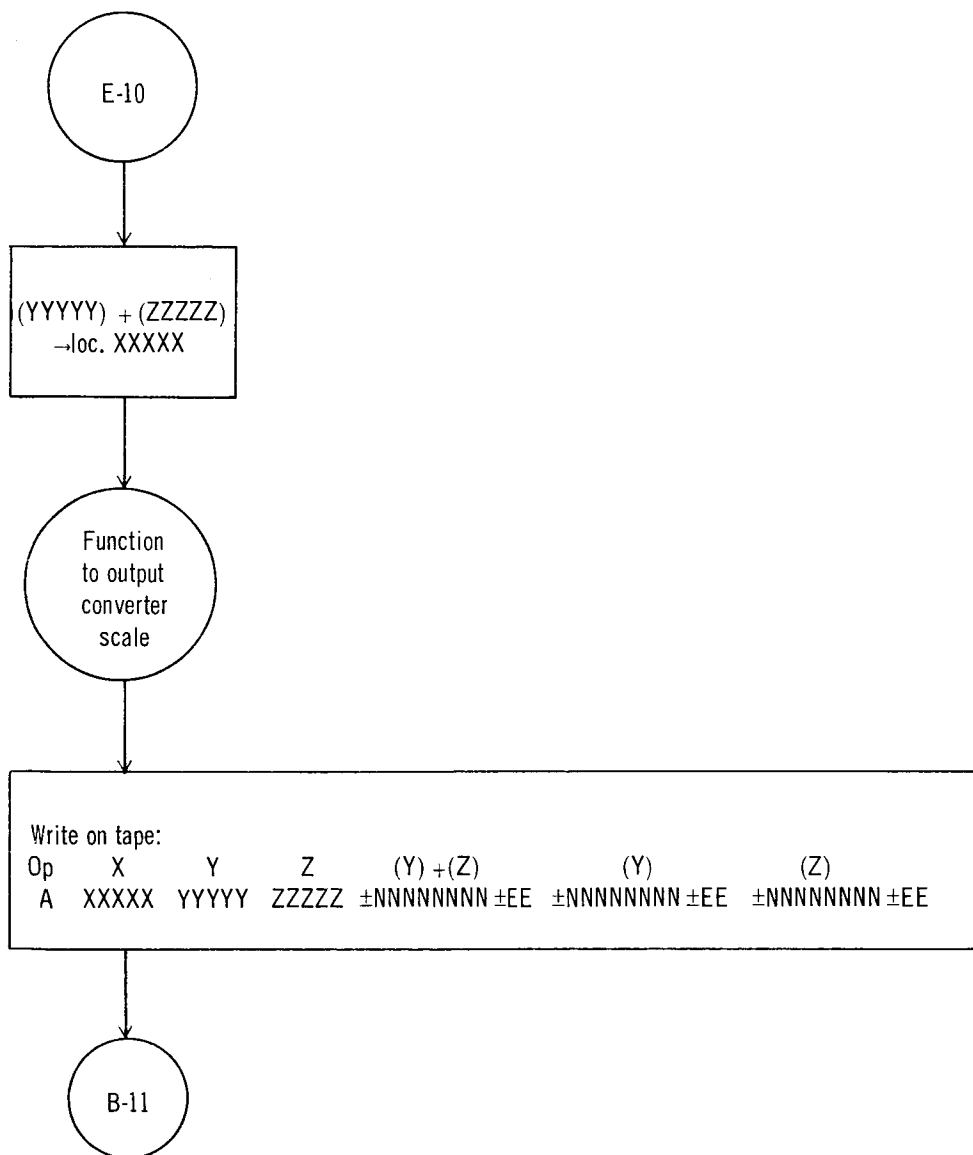 E-10
(YYYYY) + (ZZZZZ)
→loc. XXXXX
Function
to output
converter
scale
Write on tape:
Op X Y Z (Y) +(Z) (Y) (Z)
A XXXXX YYYYY ZZZZZ ±NNNNNNNN ±EE ±NNNNNNNN ±EE ±NNNNNNNN ±EE
B-11